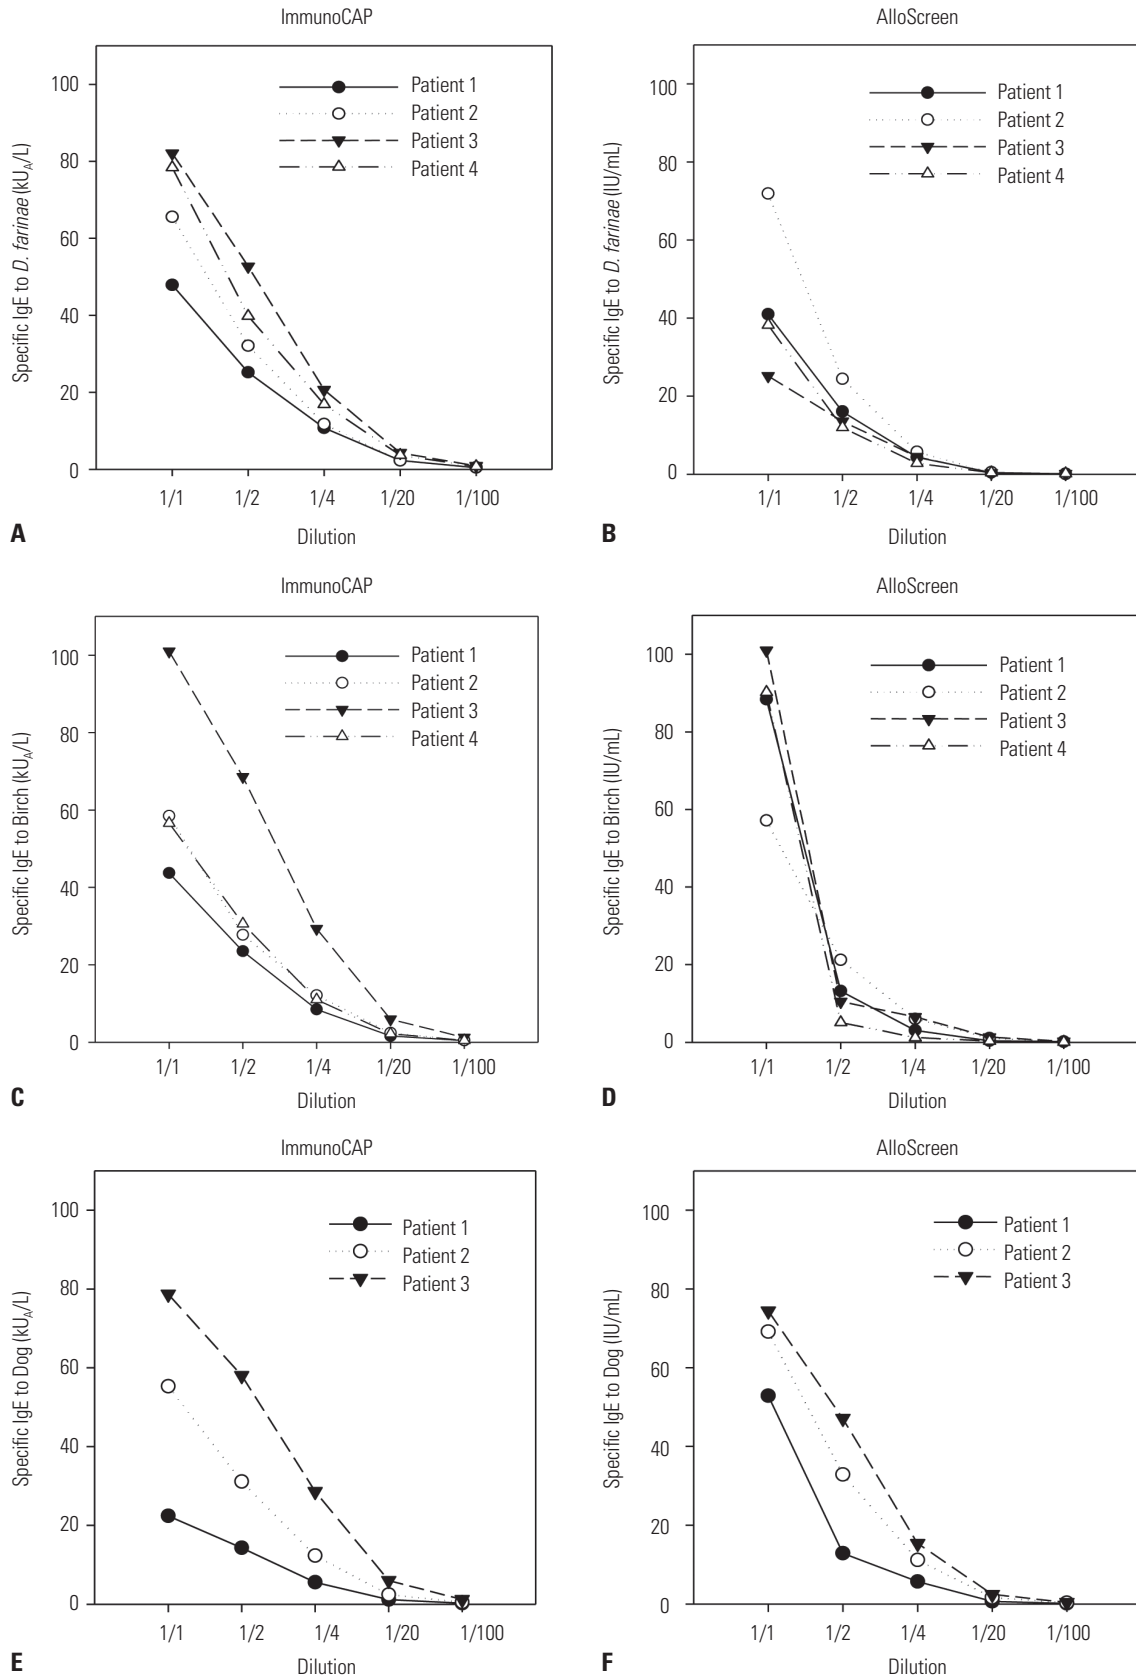 ImmunoCAP
100
80
60
40
20
0
Specific IgE to D. farinae (kUA/L)
Patient 1
Patient 2
Patient 3
Patient 4
1/1 1/2 1/4 1/20 1/100
Dilution
A
AlloScreen
100
80
60
40
20
0
Specific IgE to D. farinae (IU/mL)
Patient 1
Patient 2
Patient 3
Patient 4
1/1 1/2 1/4 1/20 1/100
Dilution
B
ImmunoCAP
100
80
60
40
20
0
Specific IgE to Birch (kUA/L)
Patient 1
Patient 2
Patient 3
Patient 4
1/1 1/2 1/4 1/20 1/100
Dilution
C
AlloScreen
100
80
60
40
20
0
Specific IgE to Birch (IU/mL)
Patient 1
Patient 2
Patient 3
Patient 4
1/1 1/2 1/4 1/20 1/100
Dilution
D
ImmunoCAP
100
80
60
40
20
0
Specific IgE to Dog (kUA/L)
Patient 1
Patient 2
Patient 3
1/1 1/2 1/4 1/20 1/100
Dilution
E
AlloScreen
100
80
60
40
20
0
Specific IgE to Dog (IU/mL)
Patient 1
Patient 2
Patient 3
1/1 1/2 1/4 1/20 1/100
Dilution
F